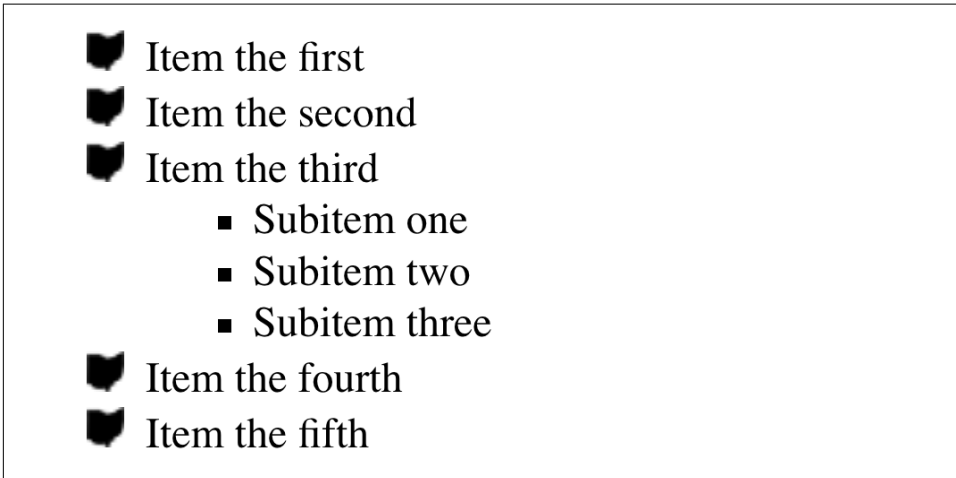 Item the first
Item the second
Item the third
Subitem one
Subitem two
Subitem three
Item the fourth
Item the fifth